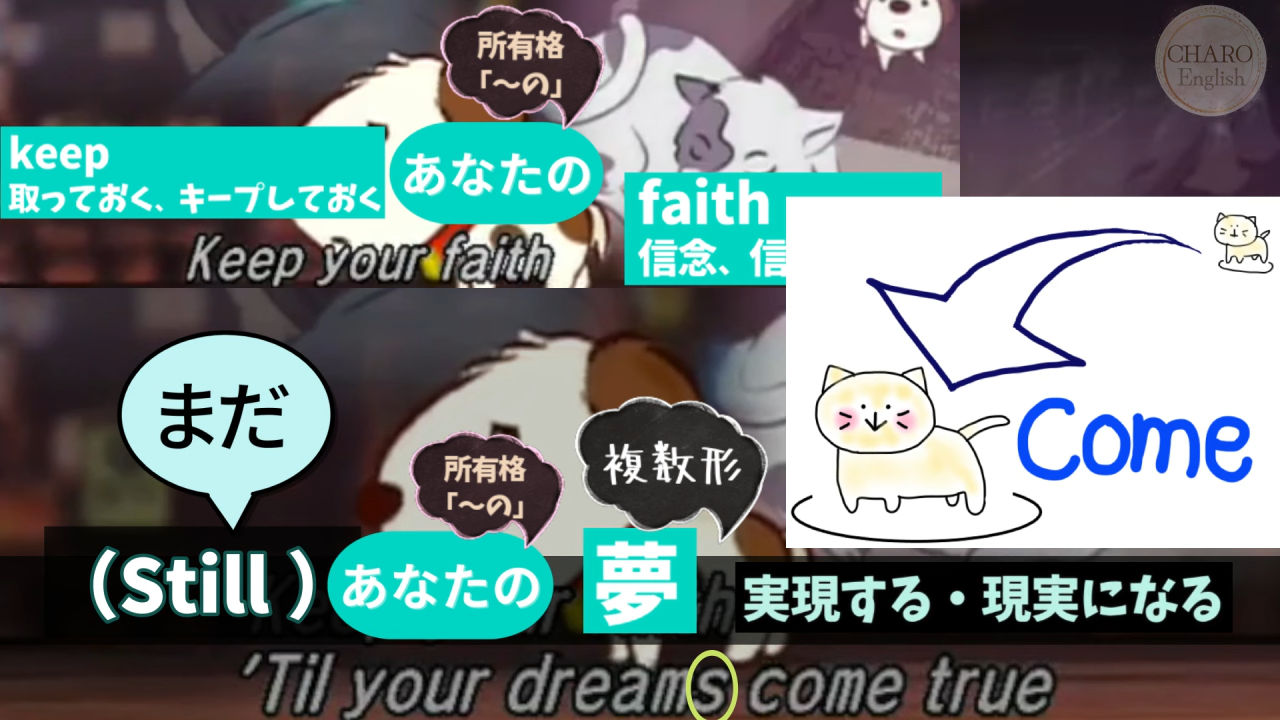 所有格
「〜の」
CHARO
English
keep
取っておく、キープしておく
あなたの
faith
信念、信
Keep your faith
まだ
所有格
「〜の」
複数形
Come
（Still ）
あなたの
夢
実現する・現実になる
'Til your dreams come true